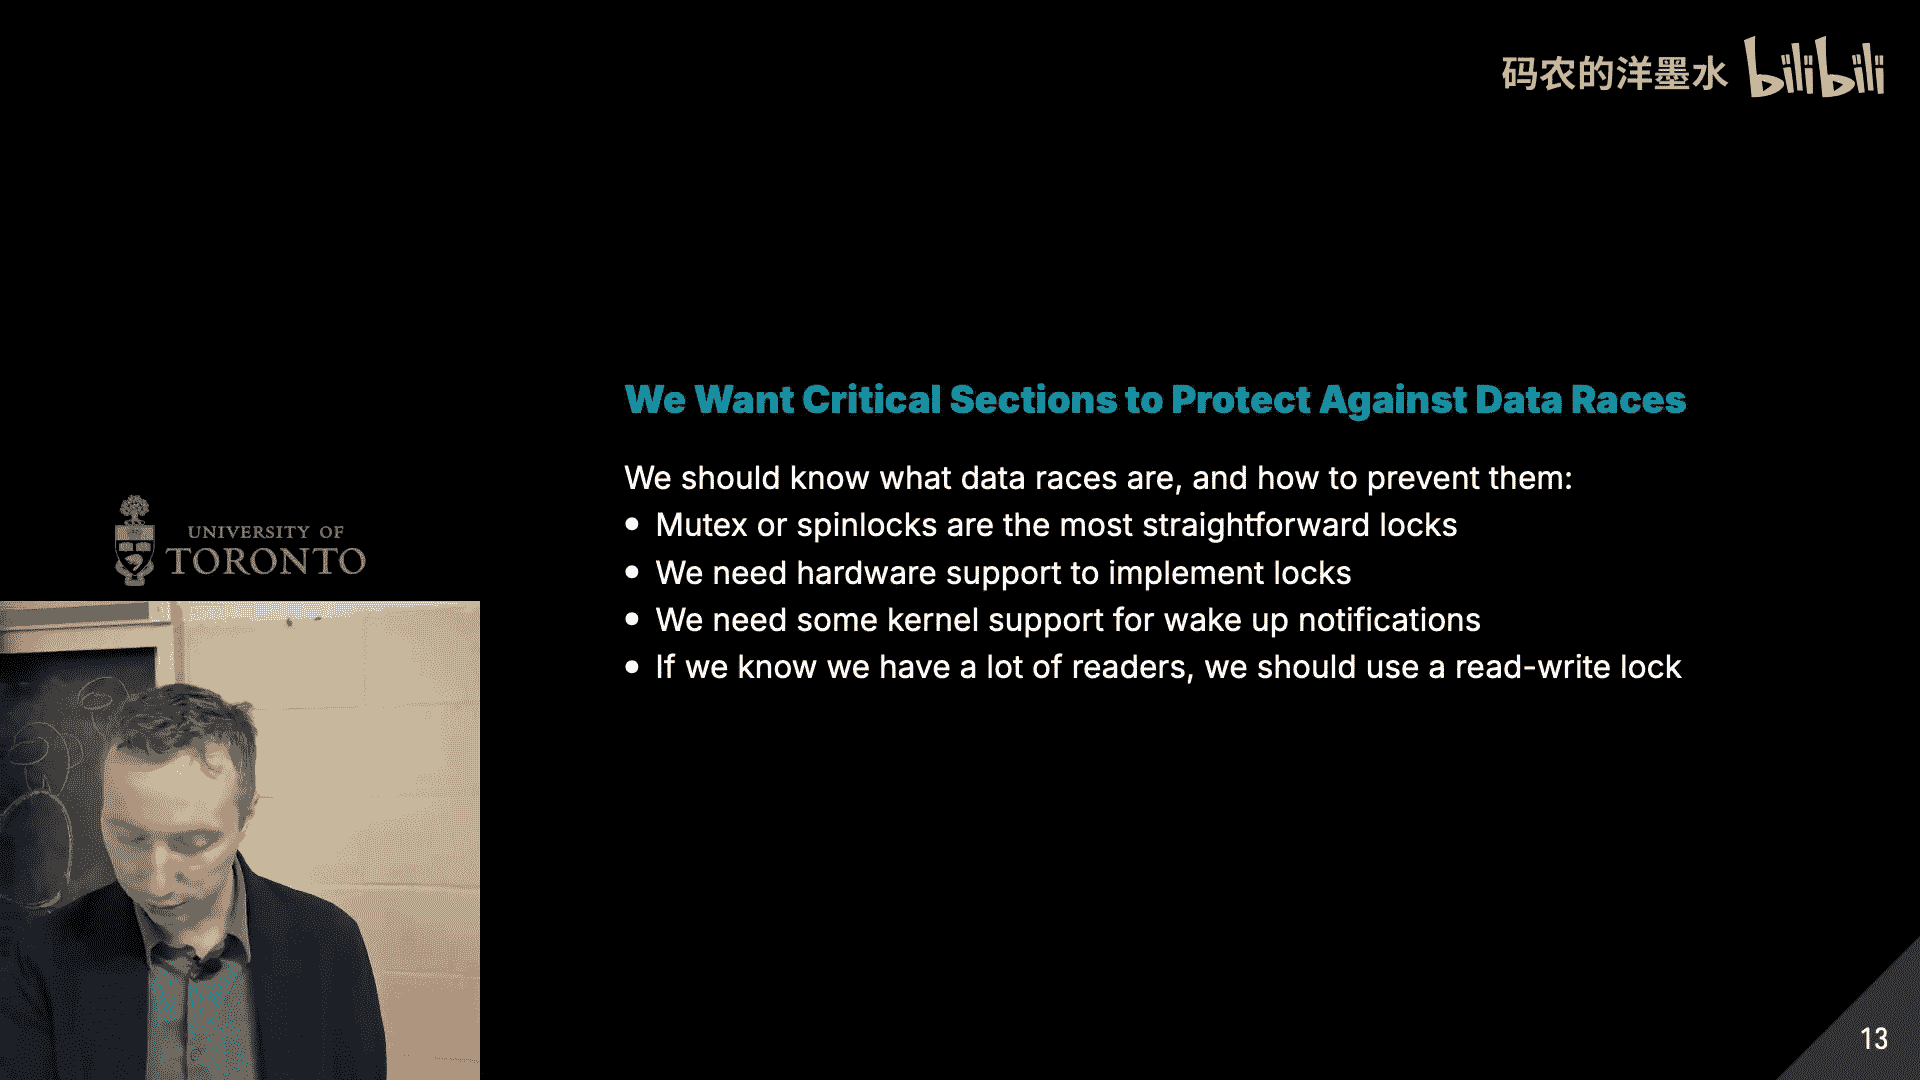 码农的洋墨水 bilibili
We Want Critical Sections to Protect Against Data Races
We should know what data races are, and how to prevent them:
• Mutex or spinlocks are the most straightforward locks
• We need hardware support to implement locks
• We need some kernel support for wake up notifications
• If we know we have a lot of readers, we should use a read-write lock
UNIVERSITY OF
TORONTO
13